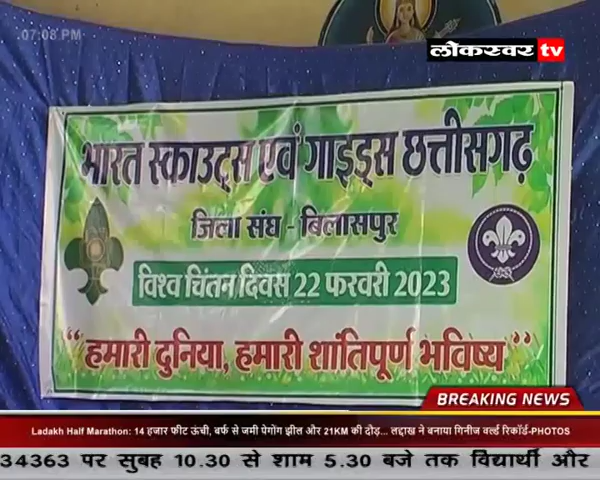 .07:08 PM
लोकस्वर tv
भारत स्काउट्स एवं गाइड्स छत्तीसगढ़
जिला संघ - बिलासपुर
विश्व चिंतन दिवस 22 फरवरी 2023
“हमारी दुनिया, हमारी शांतिपूर्ण भविष्य”
BREAKING NEWS
Ladakh Half Marathon: 14 हजार फीट ऊंची, बर्फ से जमी पेंगोंग झील और 21KM की दौड़... लद्दाख ने बनाया गिनीज वर्ल्ड रिकॉर्ड-PHOTOS
34363 पर सुबह 10.30 से शाम 5.30 बजे तक विद्यार्थी और